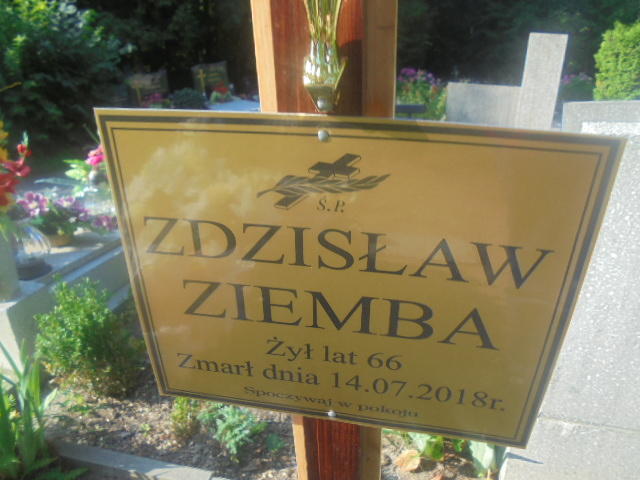 Ś.P.
ZDZISŁAW
ZIEMBA
Żył lat 66
Zmarł dnia 14.07.2018r.
Spoczywaj w pokoju